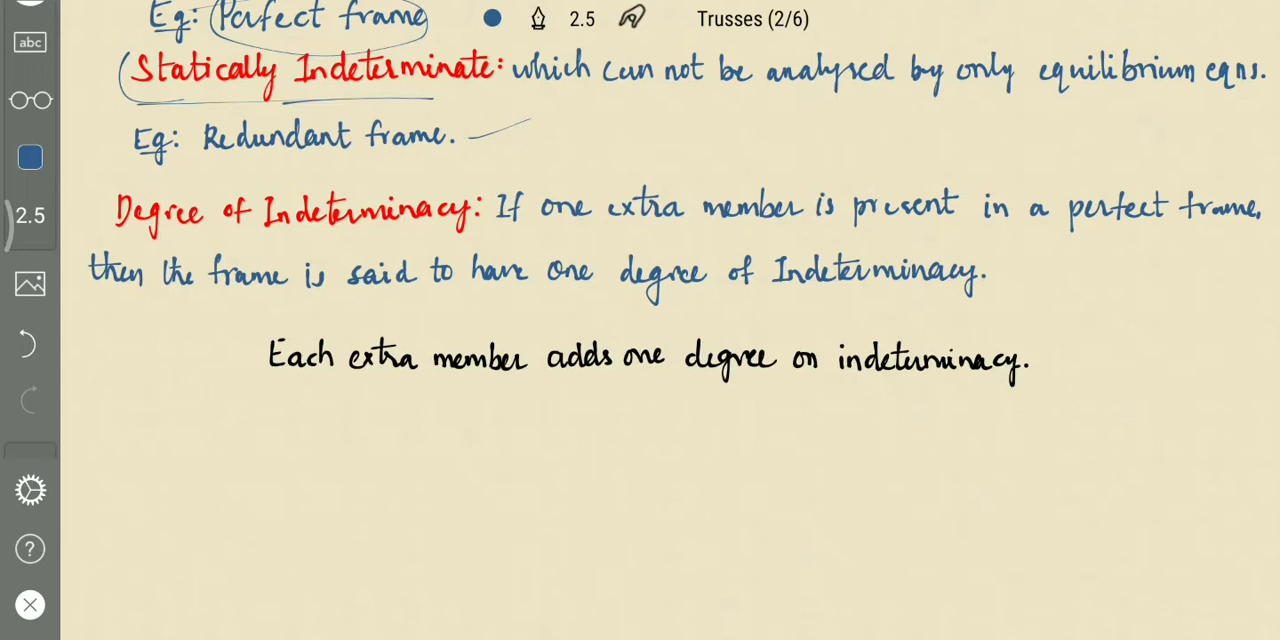 Eg: Perfect frame
2.5
Trusses (2/6)
abc
Statically Indeterminate: which can not be analysed by only equilibrium eqns.
Eg: Redundant frame.
2.5
Degree of Indeterminacy: If one extra member is present in a perfect frame,
then the frame is said to have one degree of Indeterminacy.
Each extra member adds one degree on indeterminacy.
?